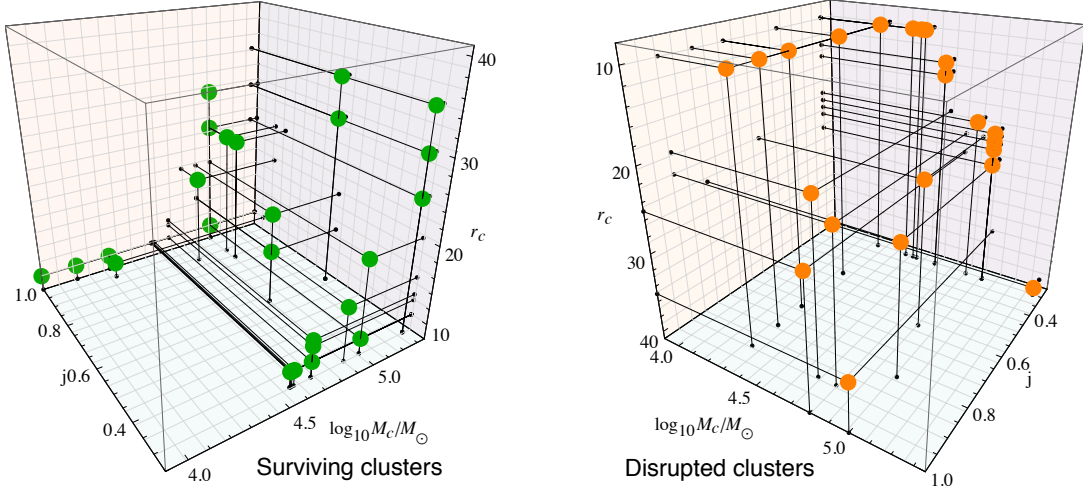 40
30
r_c
20
10
1.0
0.8
j0.6
0.4
4.0
4.5
5.0
log₁₀ M_c/M_⊙
Surviving clusters
10
20
r_c
30
40
4.0
4.5
5.0
log₁₀ M_c/M_⊙
0.4
0.6
j
0.8
1.0
Disrupted clusters